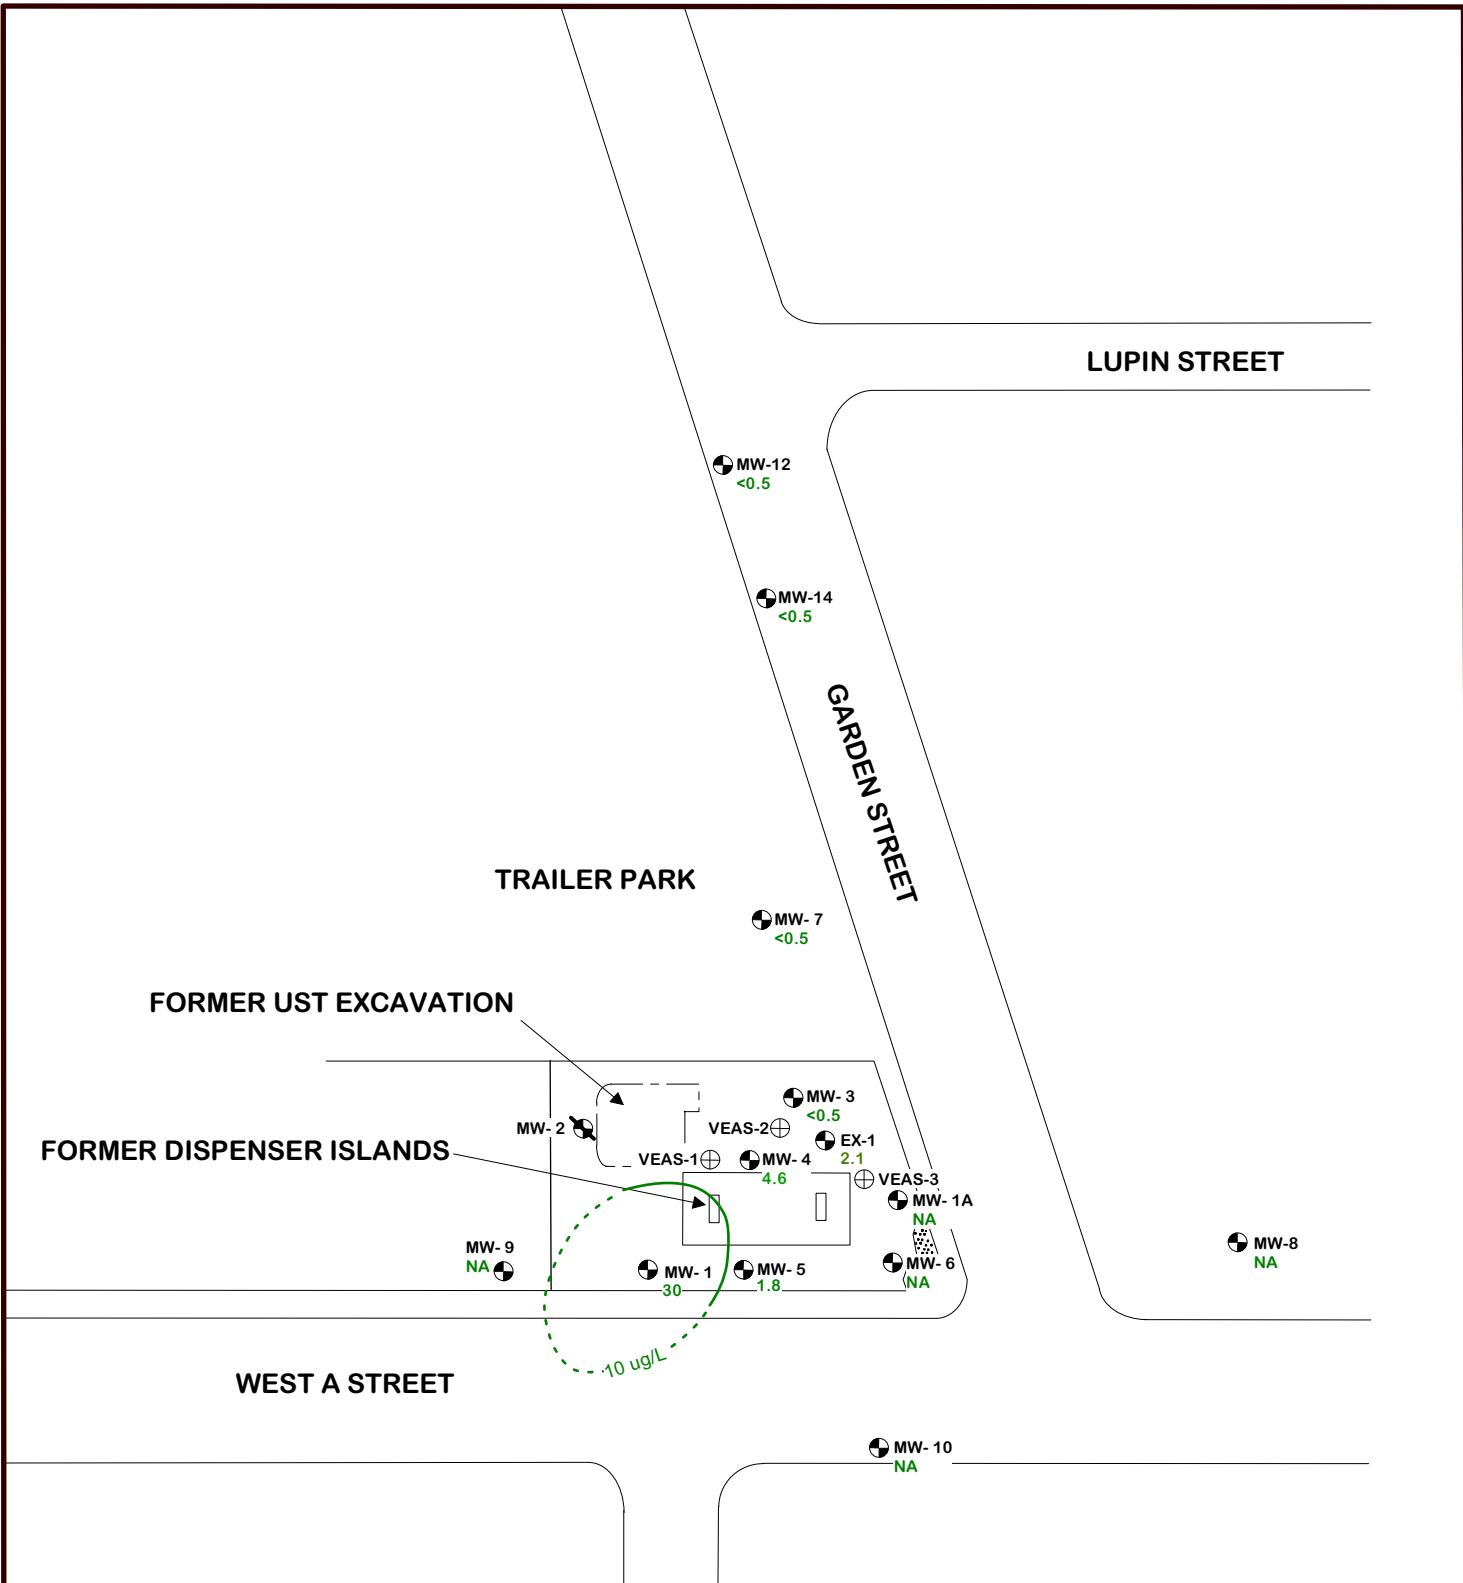 LUPIN STREET
MW-12
<0.5
MW-14
<0.5
GARDEN STREET
TRAILER PARK
MW- 7
<0.5
FORMER UST EXCAVATION
MW- 3
<0.5
MW- 2
VEAS-2
EX-1
2.1
FORMER DISPENSER ISLANDS
VEAS-1
MW- 4
4.6
VEAS-3
MW- 1A
NA
MW- 9
NA
MW- 1
30
MW- 5
1.8
MW- 6
NA
MW-8
NA
10 ug/L
WEST A STREET
MW- 10
NA